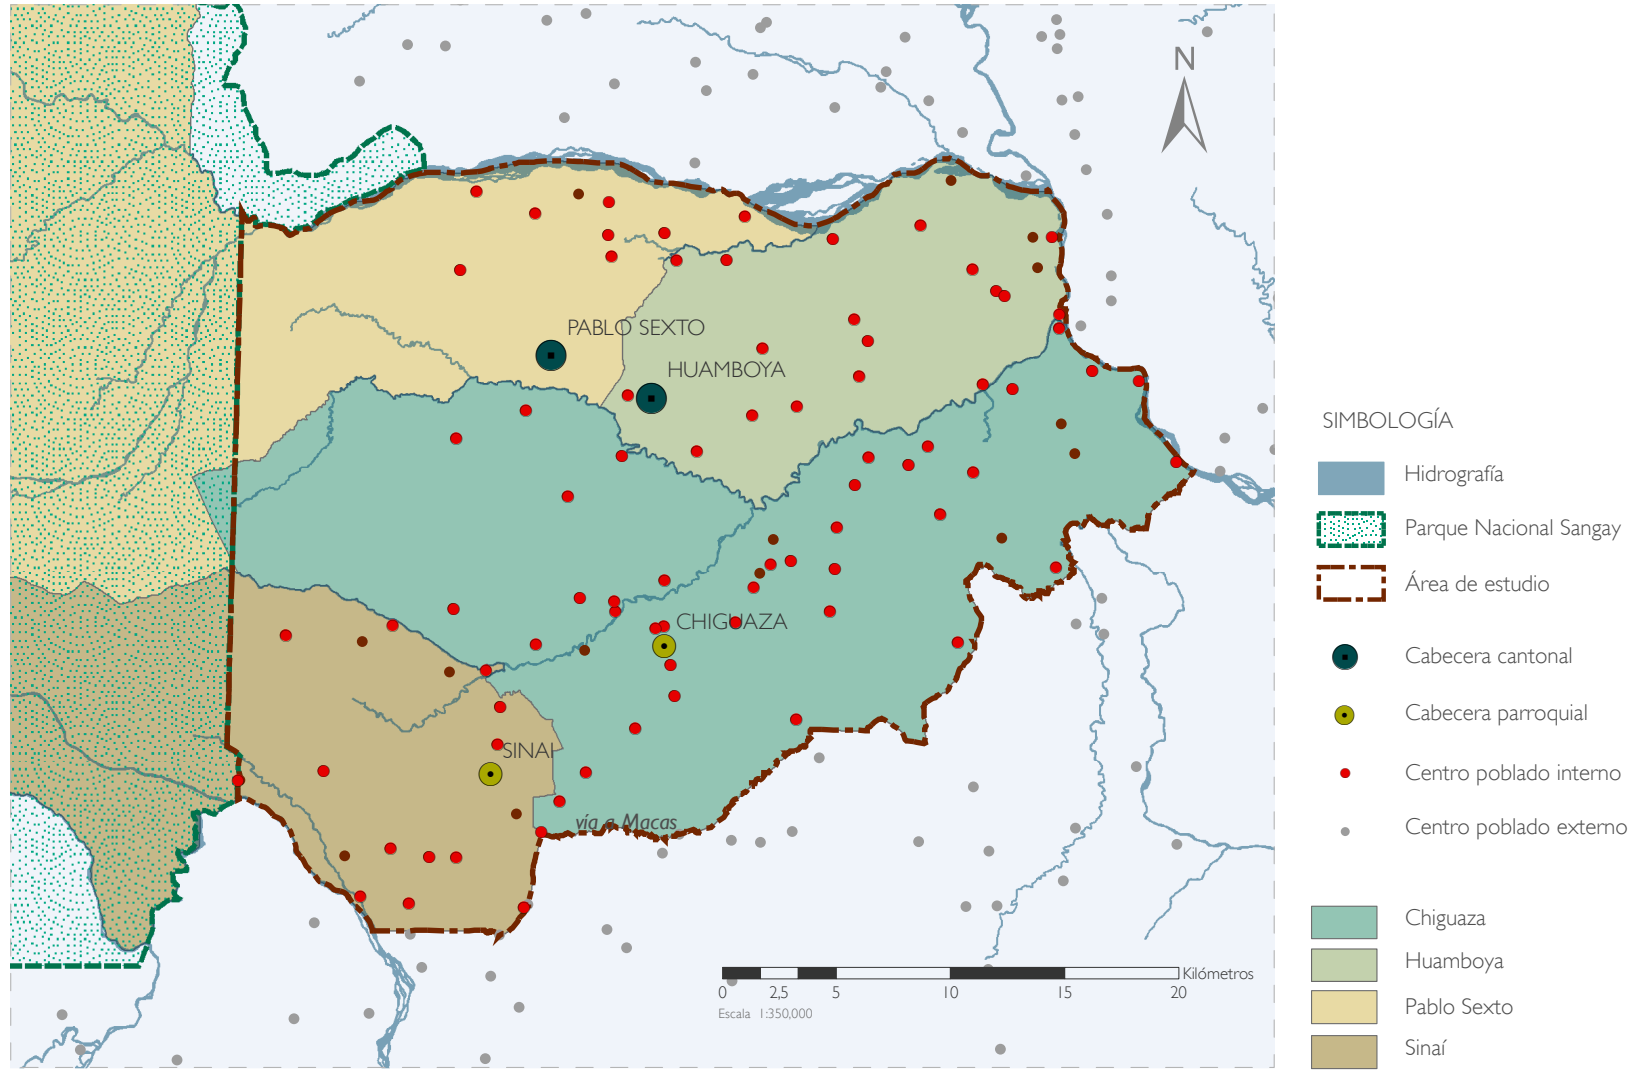 N
PABLO SEXTO
HUAMBOYA
CHIGUAZA
SINAI
vía a Macas
Kilómetros
0 2,5 5 10 15 20
Escala 1:350,000
SIMBOLOGÍA
Hidrografía
Parque Nacional Sangay
Área de estudio
Cabecera cantonal
Cabecera parroquial
Centro poblado interno
Centro poblado externo
Chiguaza
Huamboya
Pablo Sexto
Sinaí